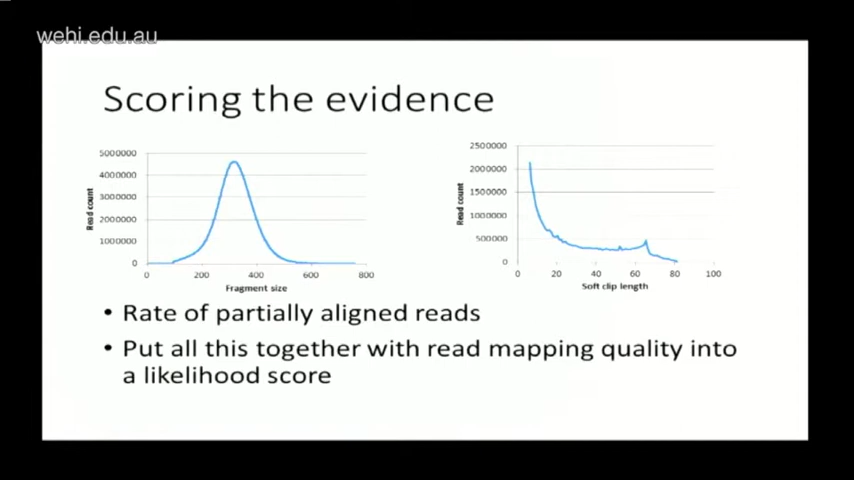 wehi.edu.au
Scoring the evidence
5000000
4000000
3000000
2000000
1000000
0
Read count
0 200 400 600 800
Fragment size
2500000
2000000
1500000
1000000
500000
0
Read count
0 20 40 60 80 100
Soft clip length
• Rate of partially aligned reads
• Put all this together with read mapping quality into
a likelihood score